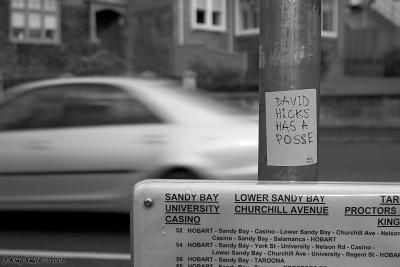 DAVID
HICKS
HAS A
POSSE
SANDY BAY LOWER SANDY BAY
UNIVERSITY CHURCHILL AVENUE PROCTORS
CASINO
52 HOBART - Sandy Bay - Casino - Lower Sandy Bay - Churchill Ave - Nelson
Casino - Sandy Bay - Salamanca - HOBART
54 HOBART - Sandy Bay - York St - University - Nelson Rd - Casino -
Lower Sandy Bay - Churchill Ave - University - Regent St - HOBART
56 HOBART - Sandy Bay - TAROONA